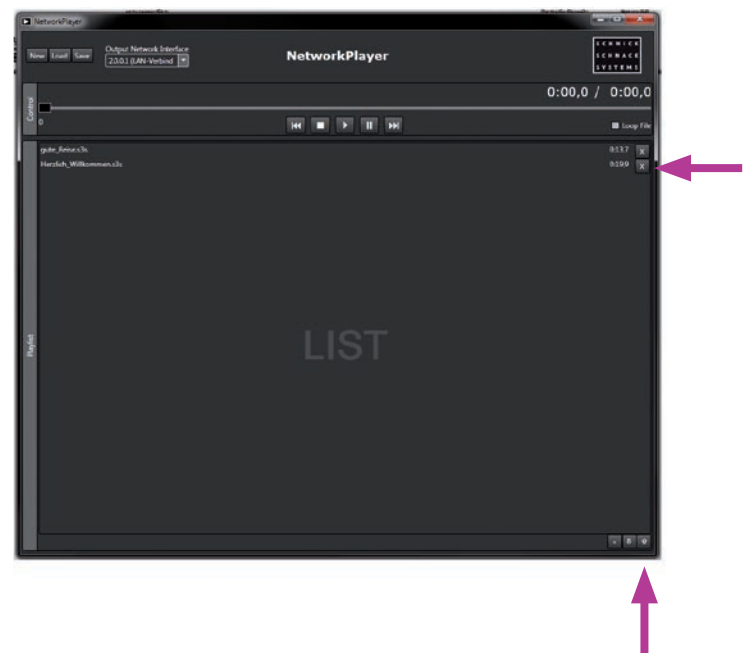 NetworkPlayer
New Load Save
Output Network Interface
2.3.0.1 (LAN-Verbind
NetworkPlayer
SCHNICK
SCHNACK
SYSTEMS
0:00,0 / 0:00,0
Control
0
Loop File
gute_Reise.s3s 0:13,7 X
Herzlich_Willkommen.s3s 0:19,9 X
Playlist
LIST